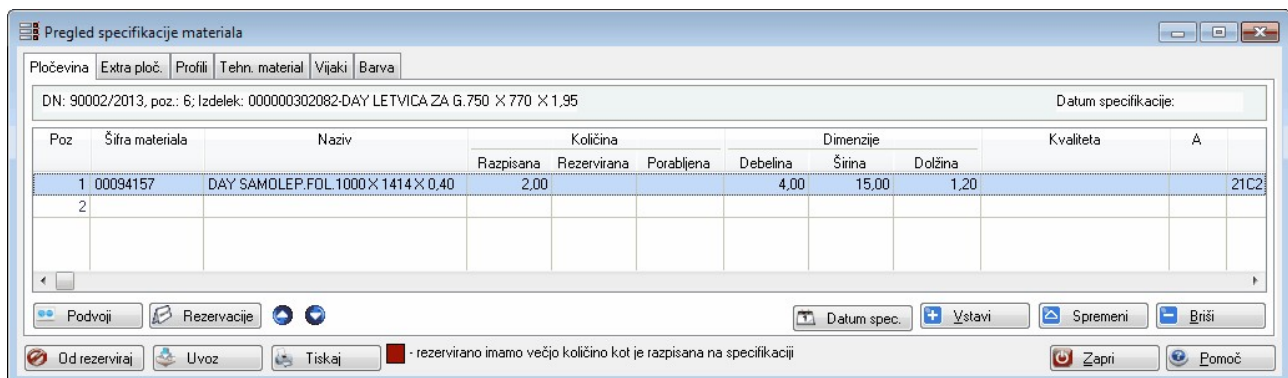 Pregled specifikacije materiala
Pločevina Extra ploč. Profili Tehn. material Vijaki Barva
DN: 90002/2013, poz.: 6; Izdelek: 000000302082-DAY LETVICA ZA G.750 X 770 X 1,95 Datum specifikacije:
Poz Šifra materiala Naziv Količina Dimenzije Kvaliteta A
Razpisana Rezervirana Porabljena Debelina Širina Dolžina
1 00094157 DAY SAMOLEP.FOL.1000 X 1414 X 0,40 2,00 4,00 15,00 1,20 21C2
2
Podvoji Rezervacije Datum spec. Vstavi Spremeni Briši
Od rezerviraj Uvoz Tiskaj - rezervirano imamo večjo količino kot je razpisana na specifikaciji Zapri Pomoč